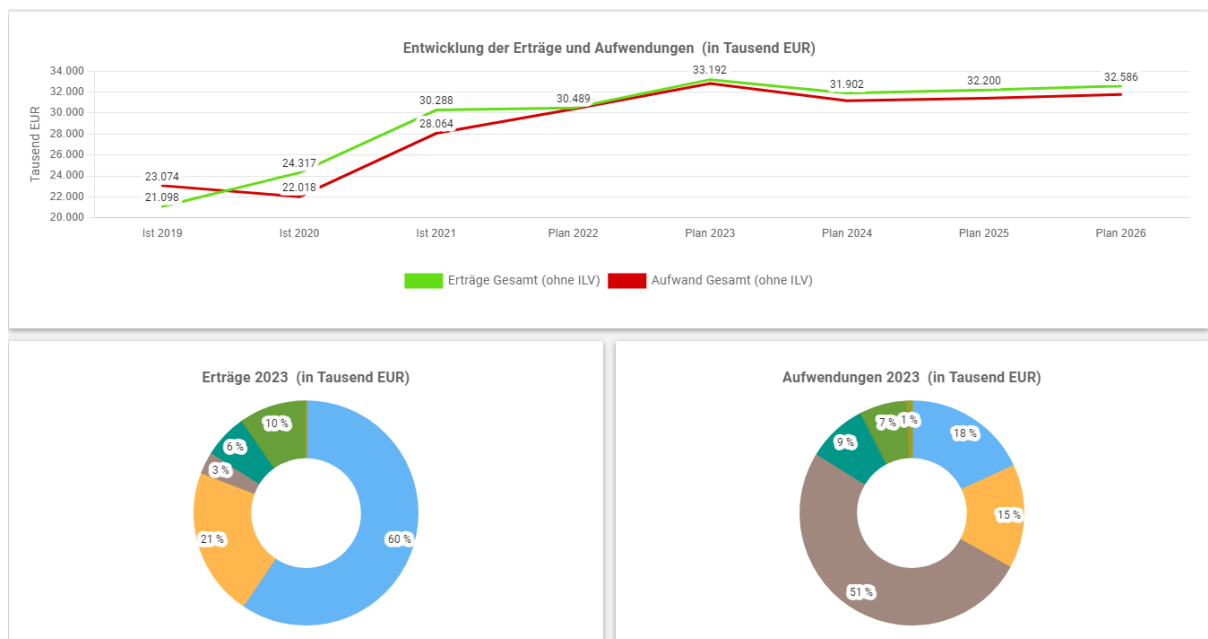 Entwicklung der Erträge und Aufwendungen (in Tausend EUR)
Tausend EUR
34.000
32.000
30.000
28.000
26.000
24.000
22.000
20.000
23.074
21.098
24.317
22.018
30.288
28.064
30.489
33.192
31.902
32.200
32.586
Ist 2019
Ist 2020
Ist 2021
Plan 2022
Plan 2023
Plan 2024
Plan 2025
Plan 2026
Erträge Gesamt (ohne ILV)
Aufwand Gesamt (ohne ILV)
Erträge 2023 (in Tausend EUR)
10 %
6 %
3 %
21 %
60 %
Aufwendungen 2023 (in Tausend EUR)
7 %
1 %
18 %
9 %
15 %
51 %